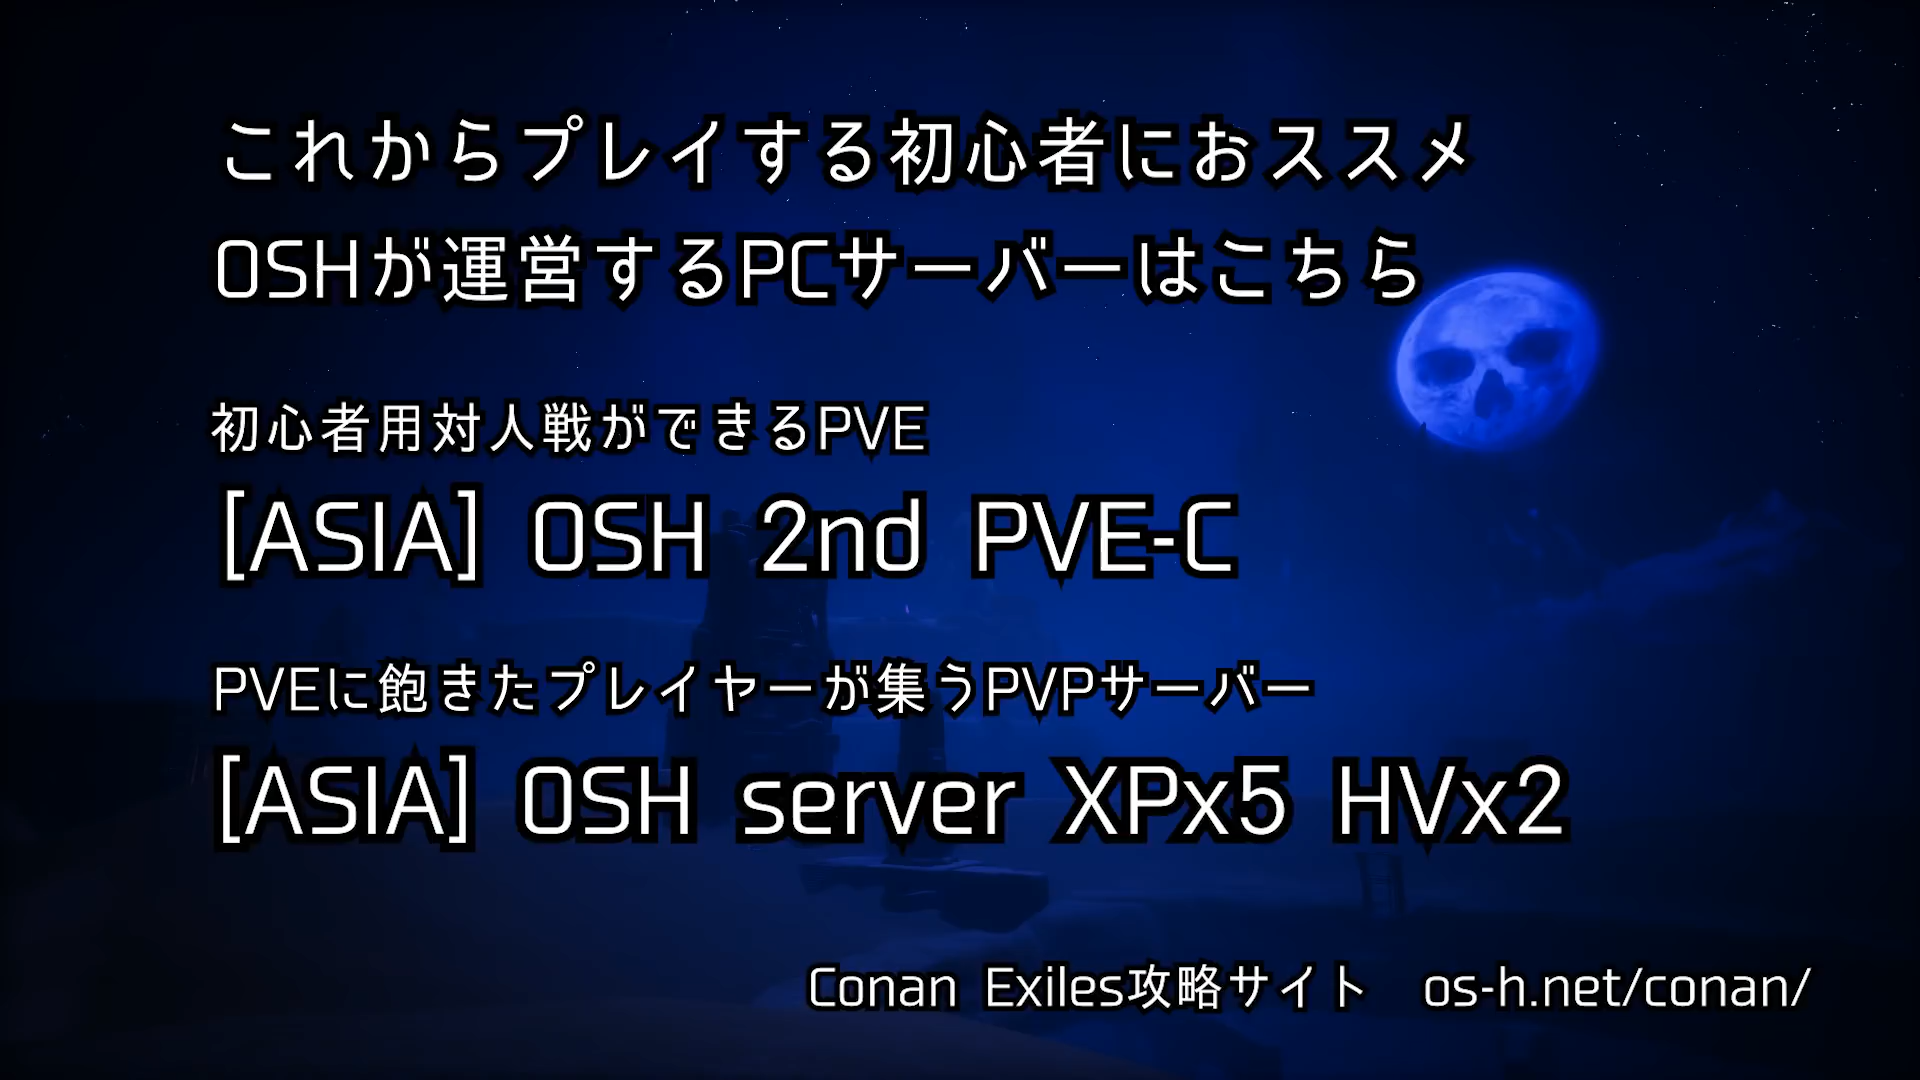 これからプレイする初心者におススメ
OSHが運営するPCサーバーはこちら
初心者用対人戦ができるPVE
[ASIA] OSH 2nd PVE-C
PVEに飽きたプレイヤーが集うPVPサーバー
[ASIA] OSH server XPx5 HVx2
Conan Exiles攻略サイト　os-h.net/conan/